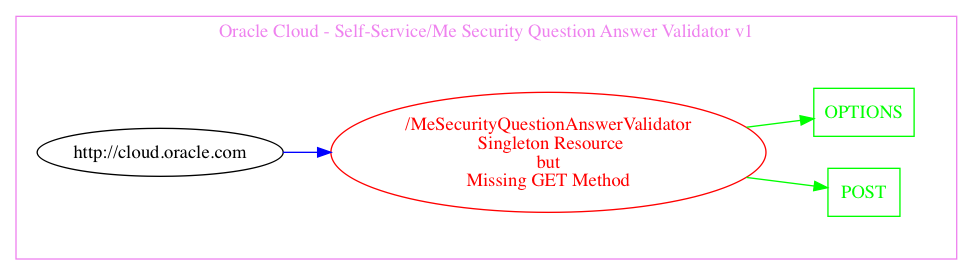 Oracle Cloud - Self-Service/Me Security Question Answer Validator v1
http://cloud.oracle.com
/MeSecurityQuestionAnswerValidator
Singleton Resource
but
Missing GET Method
OPTIONS
POST